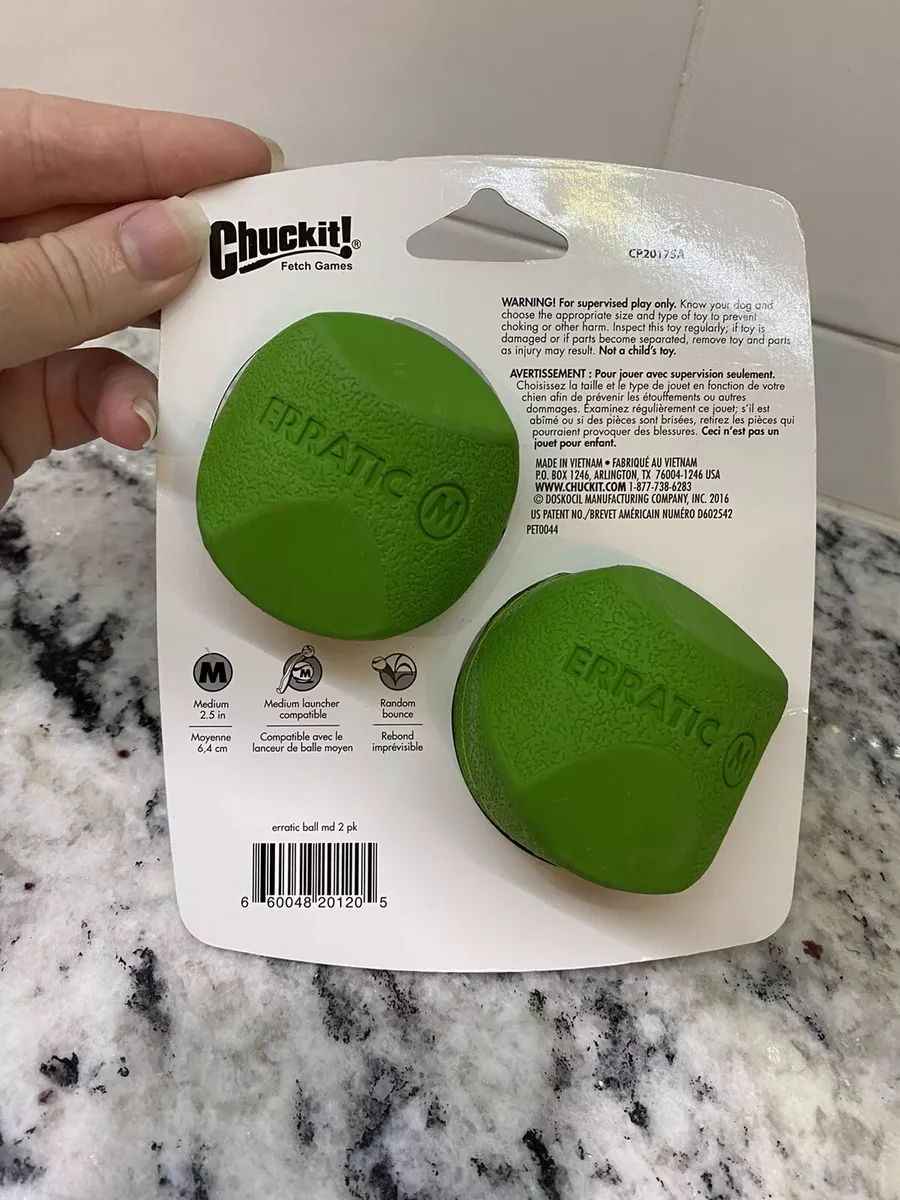 Chuckit!®
Fetch Games
CP20175A
WARNING! For supervised play only. Know your dog and
choose the appropriate size and type of toy to prevent
choking or other harm. Inspect this toy regularly; if toy is
damaged or if parts become separated, remove toy and parts
as injury may result. Not a child's toy.
AVERTISSEMENT : Pour jouer avec supervision seulement.
Choisissez la taille et le type de jouet en fonction de votre
chien afin de prévenir les étouffements ou autres
dommages. Examinez régulièrement ce jouet; s'il est
abîmé ou si des pièces sont brisées, retirez les pièces qui
pourraient provoquer des blessures. Ceci n'est pas un
jouet pour enfant.
MADE IN VIETNAM • FABRIQUÉ AU VIETNAM
P.O. BOX 1246, ARLINGTON, TX 76004-1246 USA
WWW.CHUCKIT.COM 1-877-738-6283
© DOSKOCIL MANUFACTURING COMPANY, INC. 2016
US PATENT NO./BREVET AMÉRICAIN NUMÉRO D602542
PET0044
ERRATIC M
ERRATIC M
M
Medium
2.5 in
Moyenne
6,4 cm
M
Medium launcher
compatible
Compatible avec le
lanceur de balle moyen
Random
bounce
Rebond
imprévisible
erratic ball md 2 pk
6 60048 20120 5